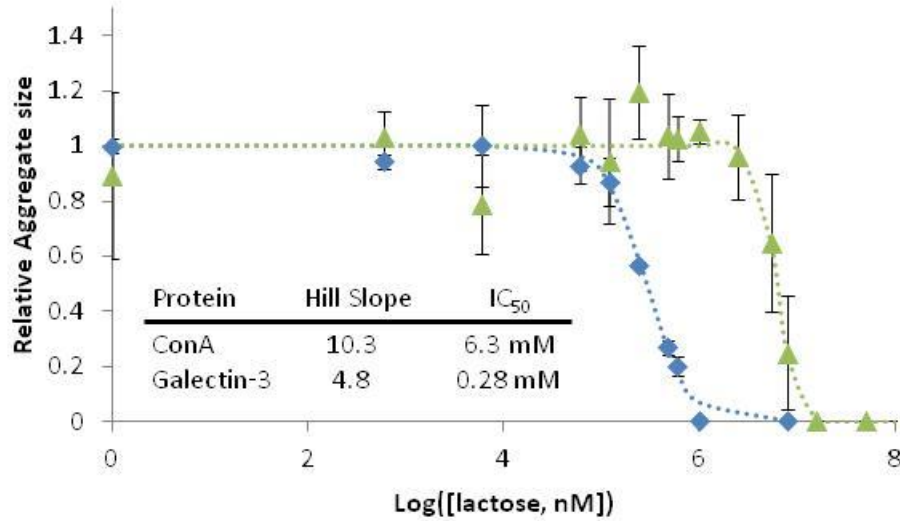 1.4
1.2
1
0.8
0.6
0.4
0.2
0
Relative Aggregate size
Protein Hill Slope IC50
ConA 10.3 6.3 mM
Galectin-3 4.8 0.28 mM
0 2 4 6 8
Log([lactose, nM])